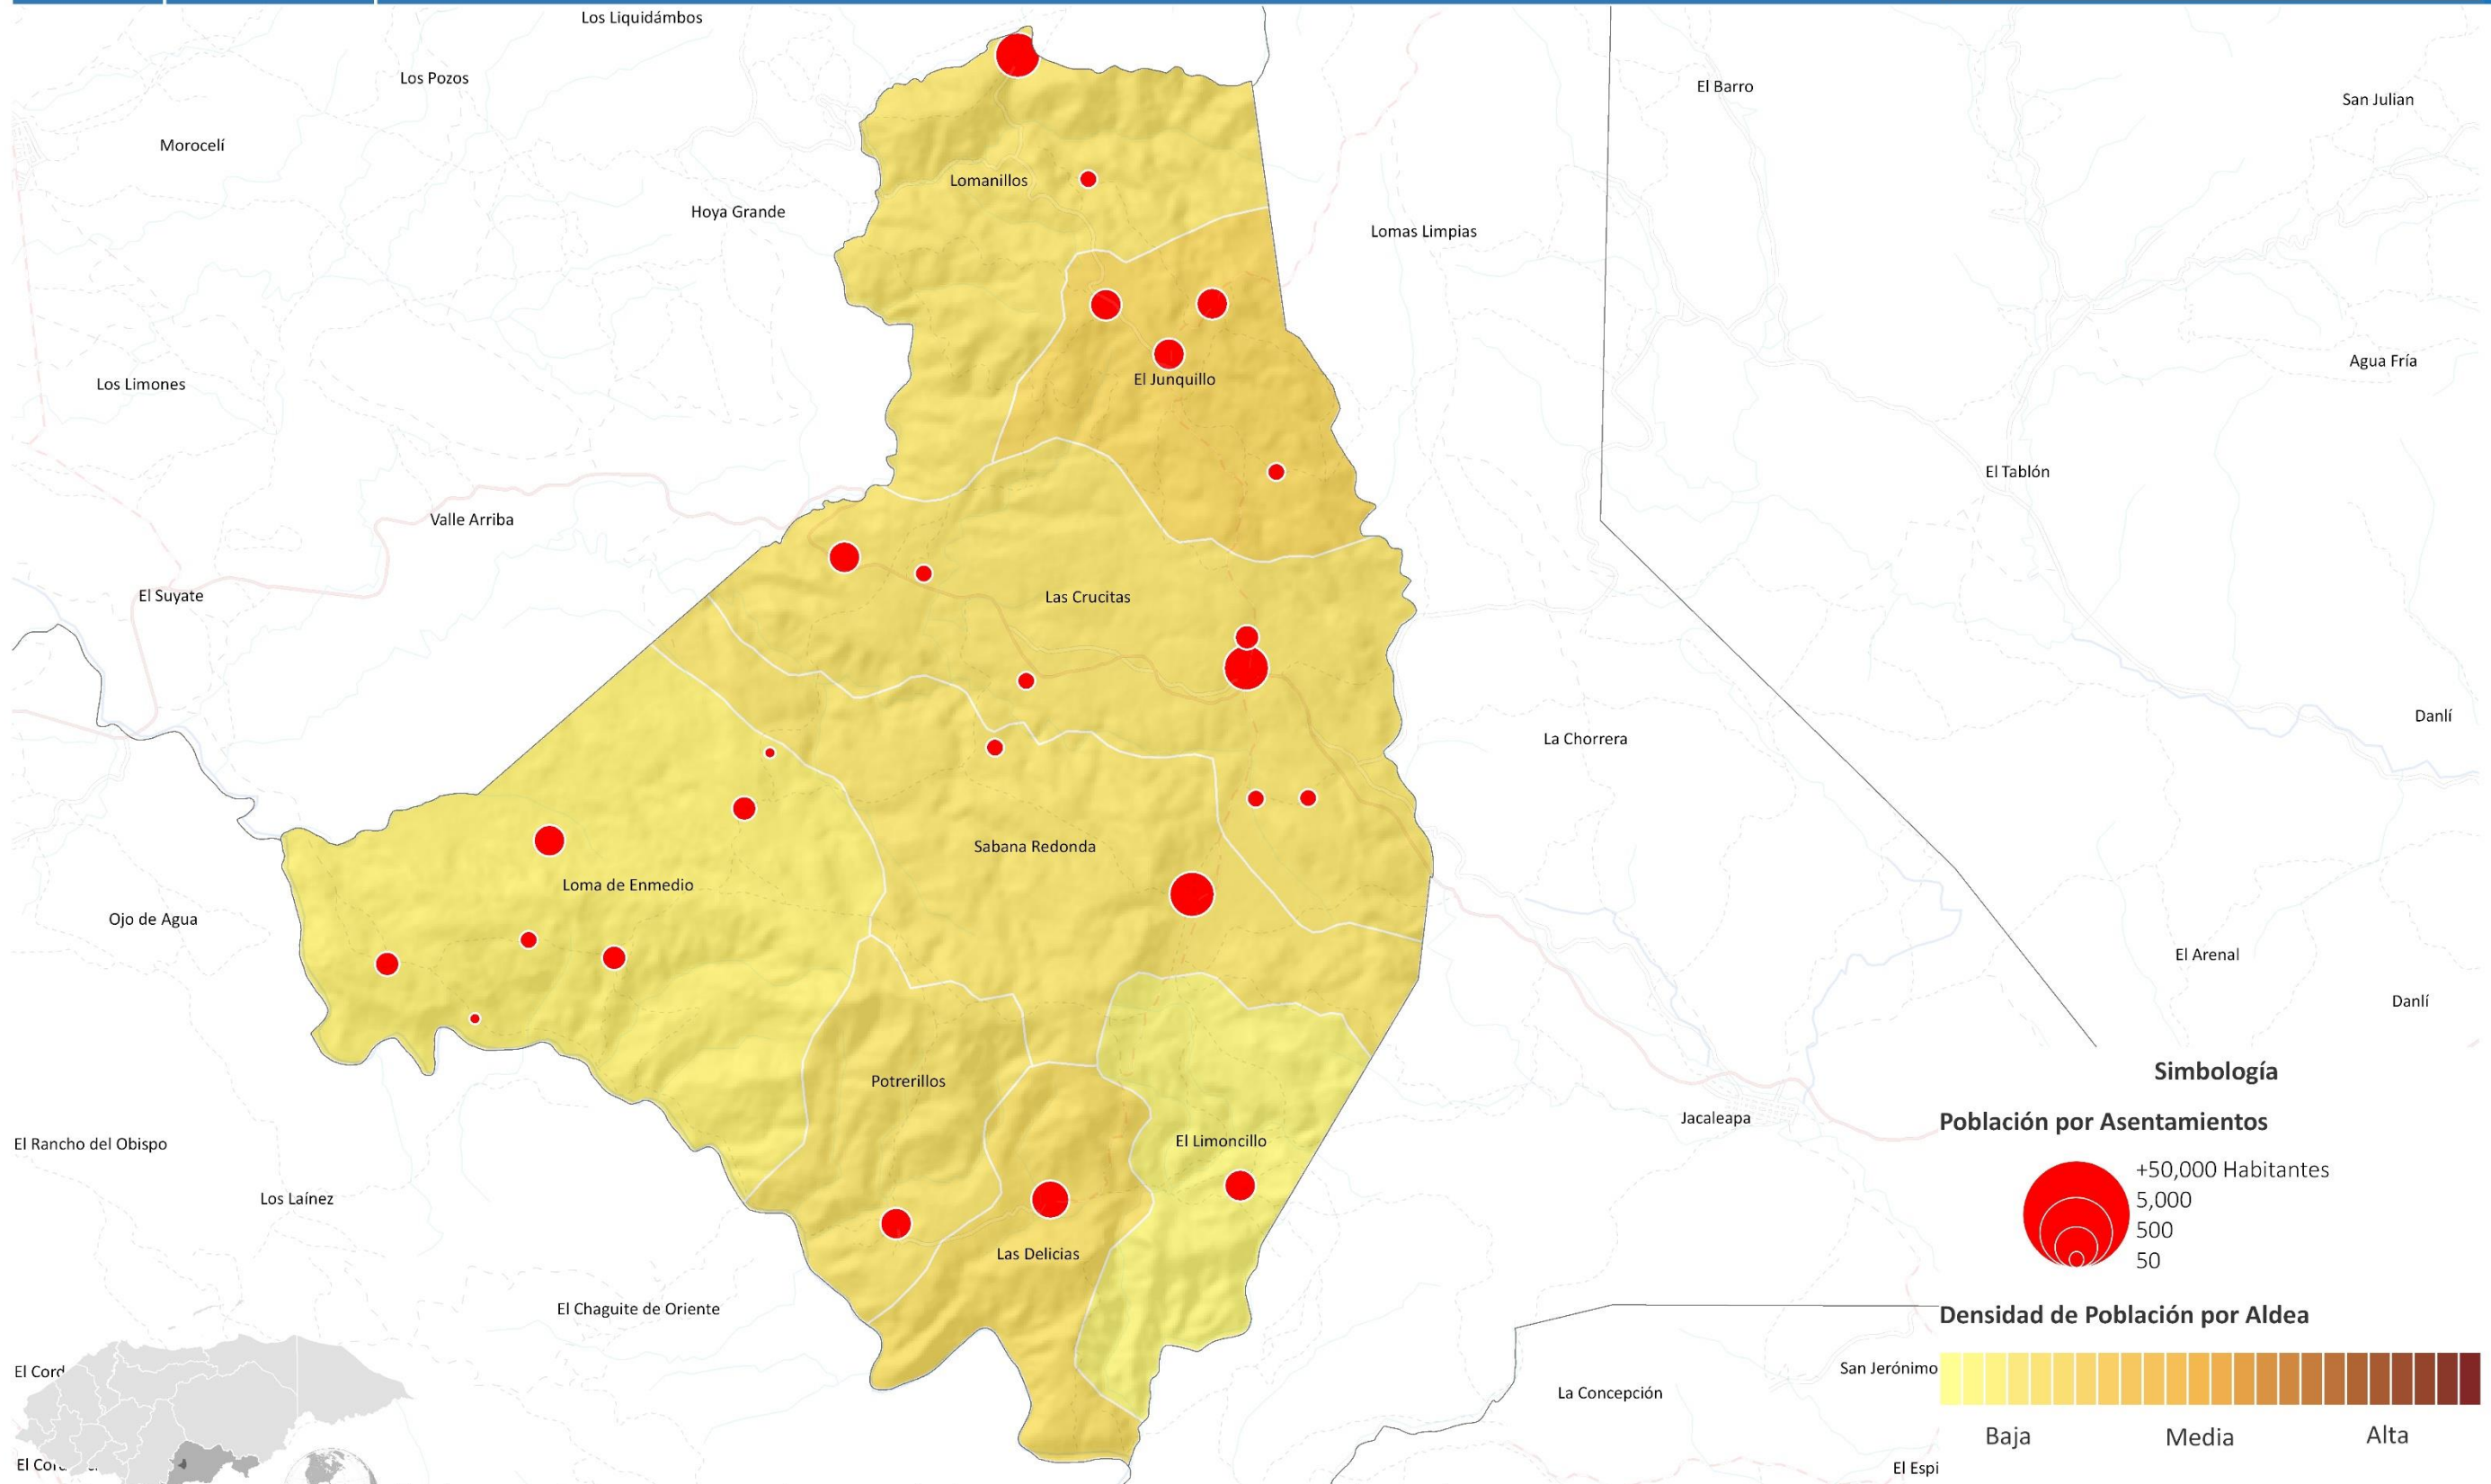 Los Liquidámbos
Los Pozos
El Barro
San Julian
Morocelí
Lomanillos
Hoya Grande
Lomas Limpias
Agua Fría
El Junquillo
Los Limones
El Tablón
Valle Arriba
El Suyate
Las Crucitas
Danlí
La Chorrera
Sabana Redonda
Loma de Enmedio
Ojo de Agua
El Arenal
Danlí
Simbología
Potrerillos
Jacaleapa
Población por Asentamientos
El Rancho del Obispo
El Limoncillo
+50,000 Habitantes
Los Laínez
5,000
500
Las Delicias
50
El Chaguite de Oriente
Densidad de Población por Aldea
El Cord
San Jerónimo
La Concepción
Baja
Media
Alta
El Espi